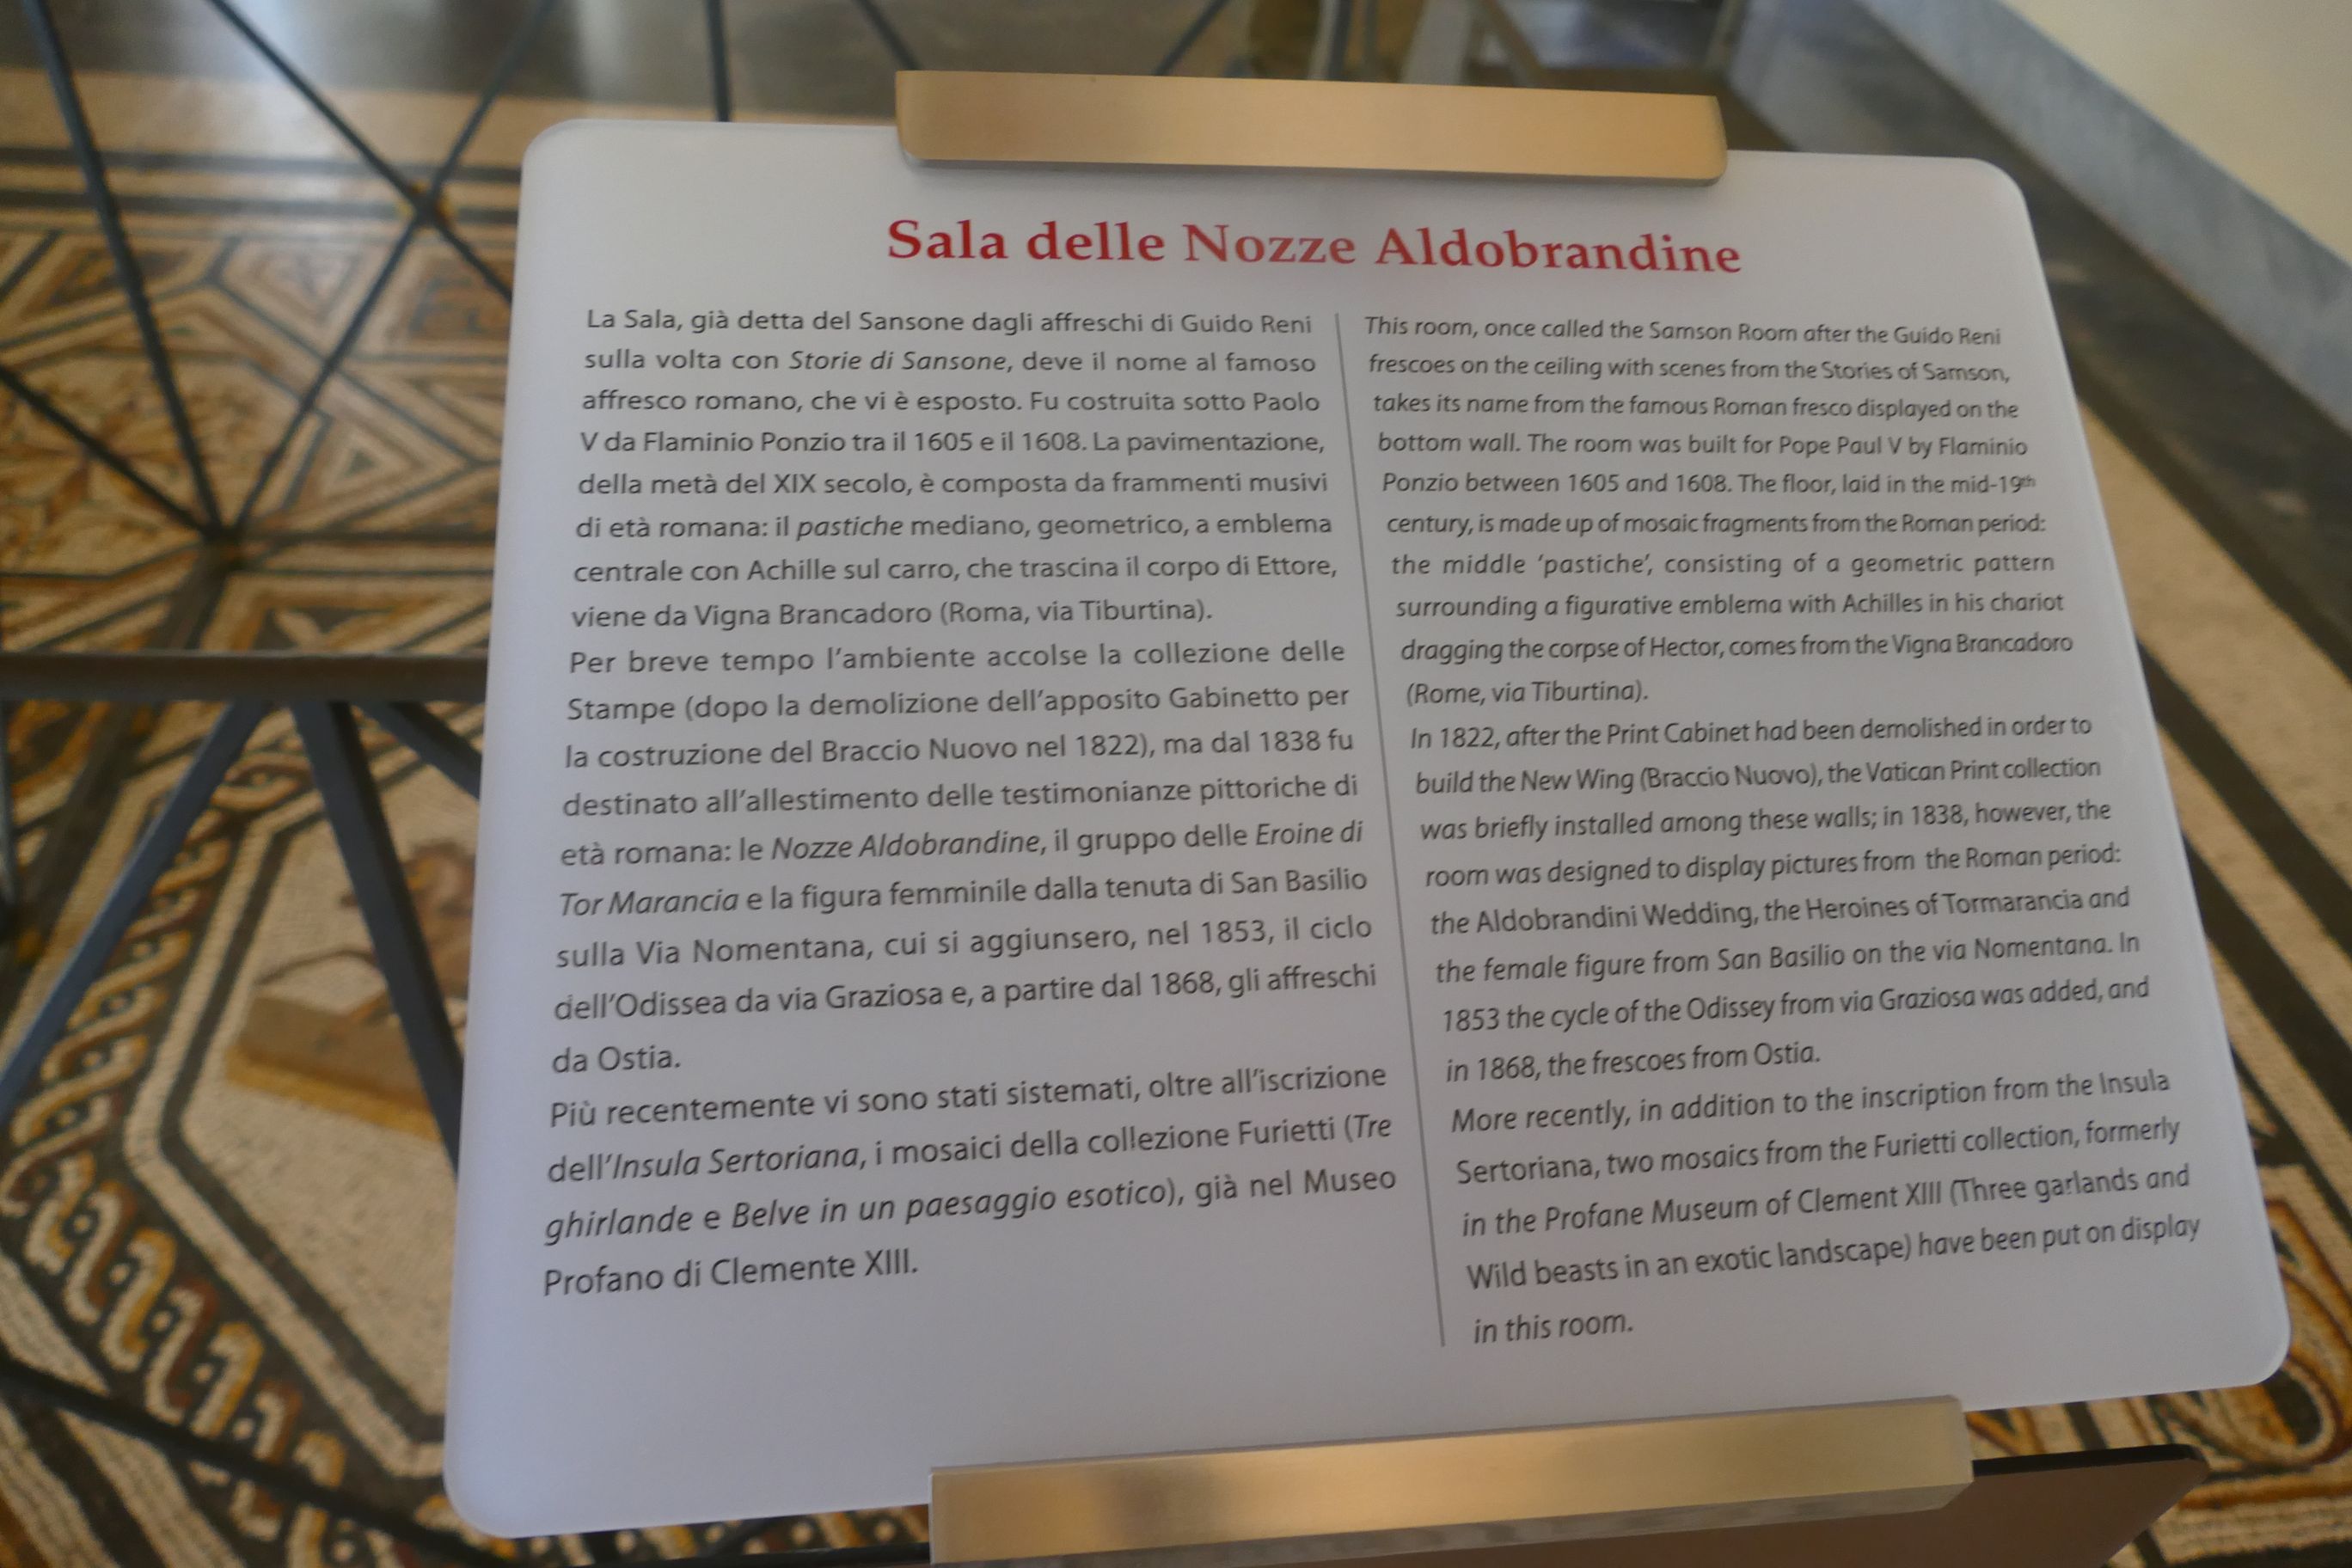 Sala delle Nozze Aldobrandine
La Sala, già detta del Sansone dagli affreschi di Guido Reni
sulla volta con Storie di Sansone, deve il nome al famoso
affresco romano, che vi è esposto. Fu costruita sotto Paolo
V da Flaminio Ponzio tra il 1605 e il 1608. La pavimentazione,
della metà del XIX secolo, è composta da frammenti musivi
di età romana: il pastiche mediano, geometrico, a emblema
centrale con Achille sul carro, che trascina il corpo di Ettore,
viene da Vigna Brancadoro (Roma, via Tiburtina).
Per breve tempo l'ambiente accolse la collezione delle
Stampe (dopo la demolizione dell'apposito Gabinetto per
la costruzione del Braccio Nuovo nel 1822), ma dal 1838 fu
destinato all'allestimento delle testimonianze pittoriche di
età romana: le Nozze Aldobrandine, il gruppo delle Eroine di
Tor Marancia e la figura femminile dalla tenuta di San Basilio
sulla Via Nomentana, cui si aggiunsero, nel 1853, il ciclo
dell'Odissea da via Graziosa e, a partire dal 1868, gli affreschi
da Ostia.
Più recentemente vi sono stati sistemati, oltre all'iscrizione
dell'Insula Sertoriana, i mosaici della collezione Furietti (Tre
ghirlande e Belve in un paesaggio esotico), già nel Museo
Profano di Clemente XIII.
This room, once called the Samson Room after the Guido Reni
frescoes on the ceiling with scenes from the Stories of Samson,
takes its name from the famous Roman fresco displayed on the
bottom wall. The room was built for Pope Paul V by Flaminio
Ponzio between 1605 and 1608. The floor, laid in the mid-19th
century, is made up of mosaic fragments from the Roman period:
the middle 'pastiche', consisting of a geometric pattern
surrounding a figurative emblema with Achilles in his chariot
dragging the corpse of Hector, comes from the Vigna Brancadoro
(Rome, via Tiburtina).
In 1822, after the Print Cabinet had been demolished in order to
build the New Wing (Braccio Nuovo), the Vatican Print collection
was briefly installed among these walls; in 1838, however, the
room was designed to display pictures from the Roman period:
the Aldobrandini Wedding, the Heroines of Tormarancia and
the female figure from San Basilio on the via Nomentana. In
1853 the cycle of the Odissey from via Graziosa was added, and
in 1868, the frescoes from Ostia.
More recently, in addition to the inscription from the Insula
Sertoriana, two mosaics from the Furietti collection, formerly
in the Profane Museum of Clement XIII (Three garlands and
Wild beasts in an exotic landscape) have been put on display
in this room.